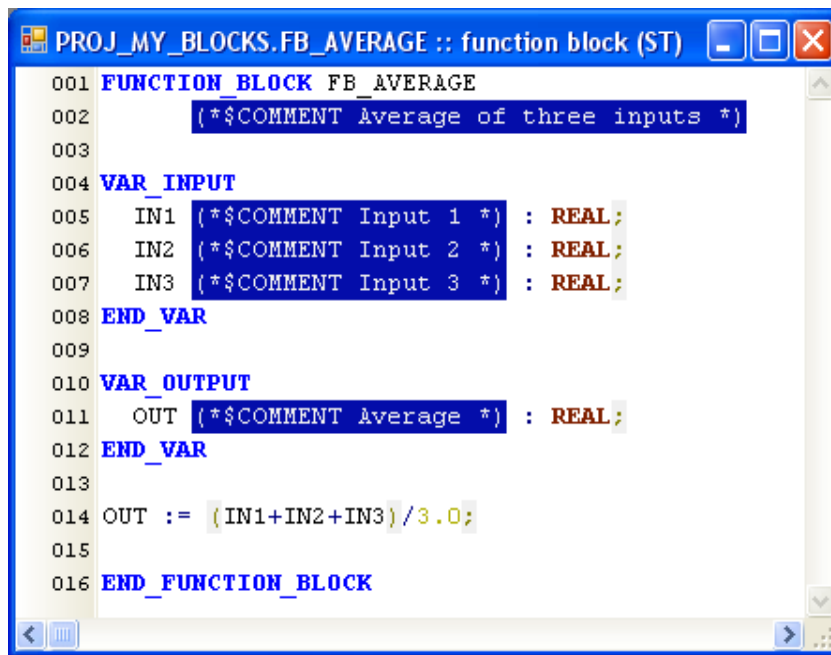 PROJ_MY_BLOCKS.FB_AVERAGE :: function block (ST)
001 FUNCTION_BLOCK FB_AVERAGE
002 (*$COMMENT Average of three inputs *)
003
004 VAR_INPUT
005 IN1 (*$COMMENT Input 1 *) : REAL;
006 IN2 (*$COMMENT Input 2 *) : REAL;
007 IN3 (*$COMMENT Input 3 *) : REAL;
008 END_VAR
009
010 VAR_OUTPUT
011 OUT (*$COMMENT Average *) : REAL;
012 END_VAR
013
014 OUT := (IN1+IN2+IN3)/3.0;
015
016 END_FUNCTION_BLOCK